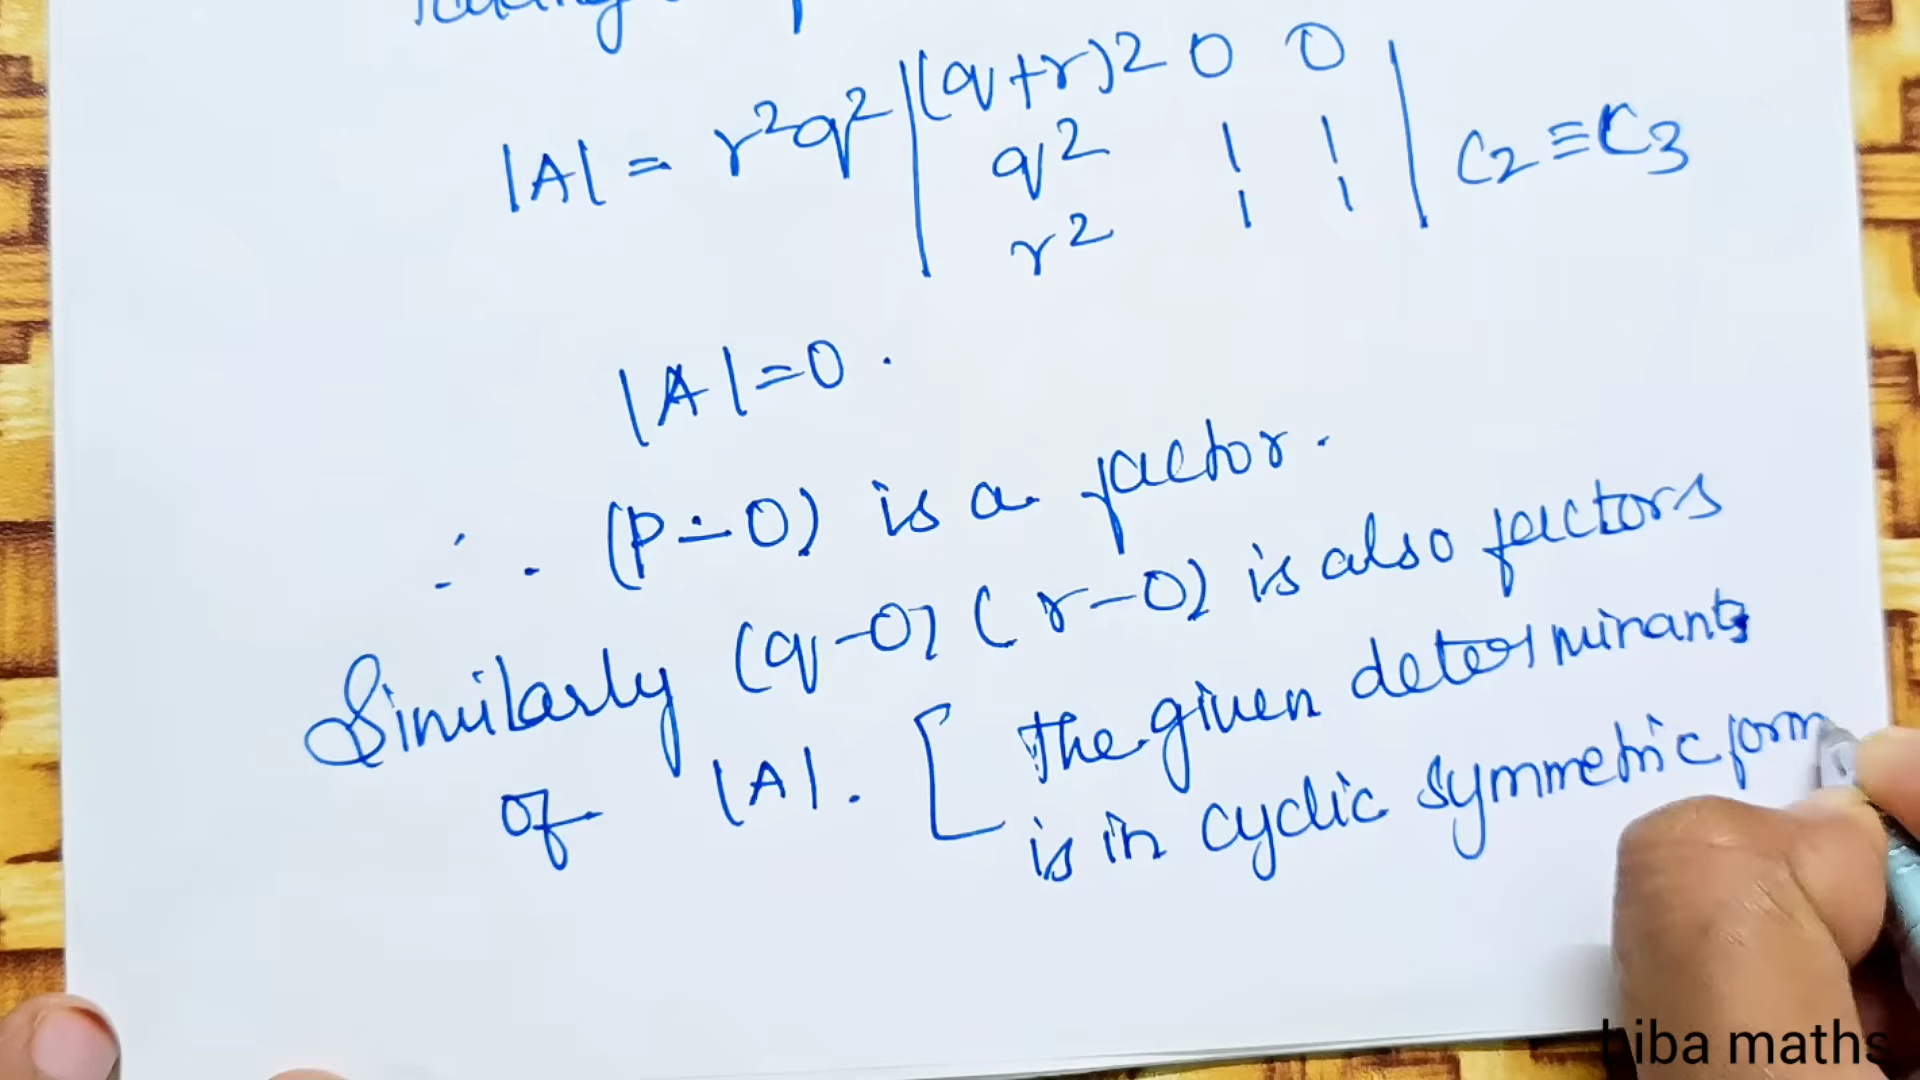 |A| = r²q² | (q+r)² 0 0 | C2 ≡ C3
q² 1 1
r² 1 1
|A| = 0 .
∴ (p-0) is a factor.
Similarly (q-0) (r-0) is also factors
of |A|. [ The given determinants
is in cyclic symmetric form
iba maths